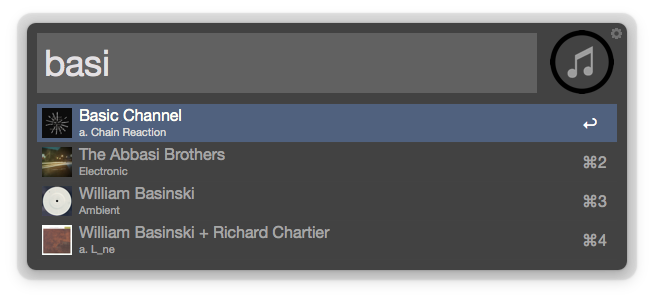 basi
Basic Channel
a. Chain Reaction
↩
The Abbasi Brothers
Electronic
⌘2
William Basinski
Ambient
⌘3
William Basinski + Richard Chartier
a. L_ne
⌘4